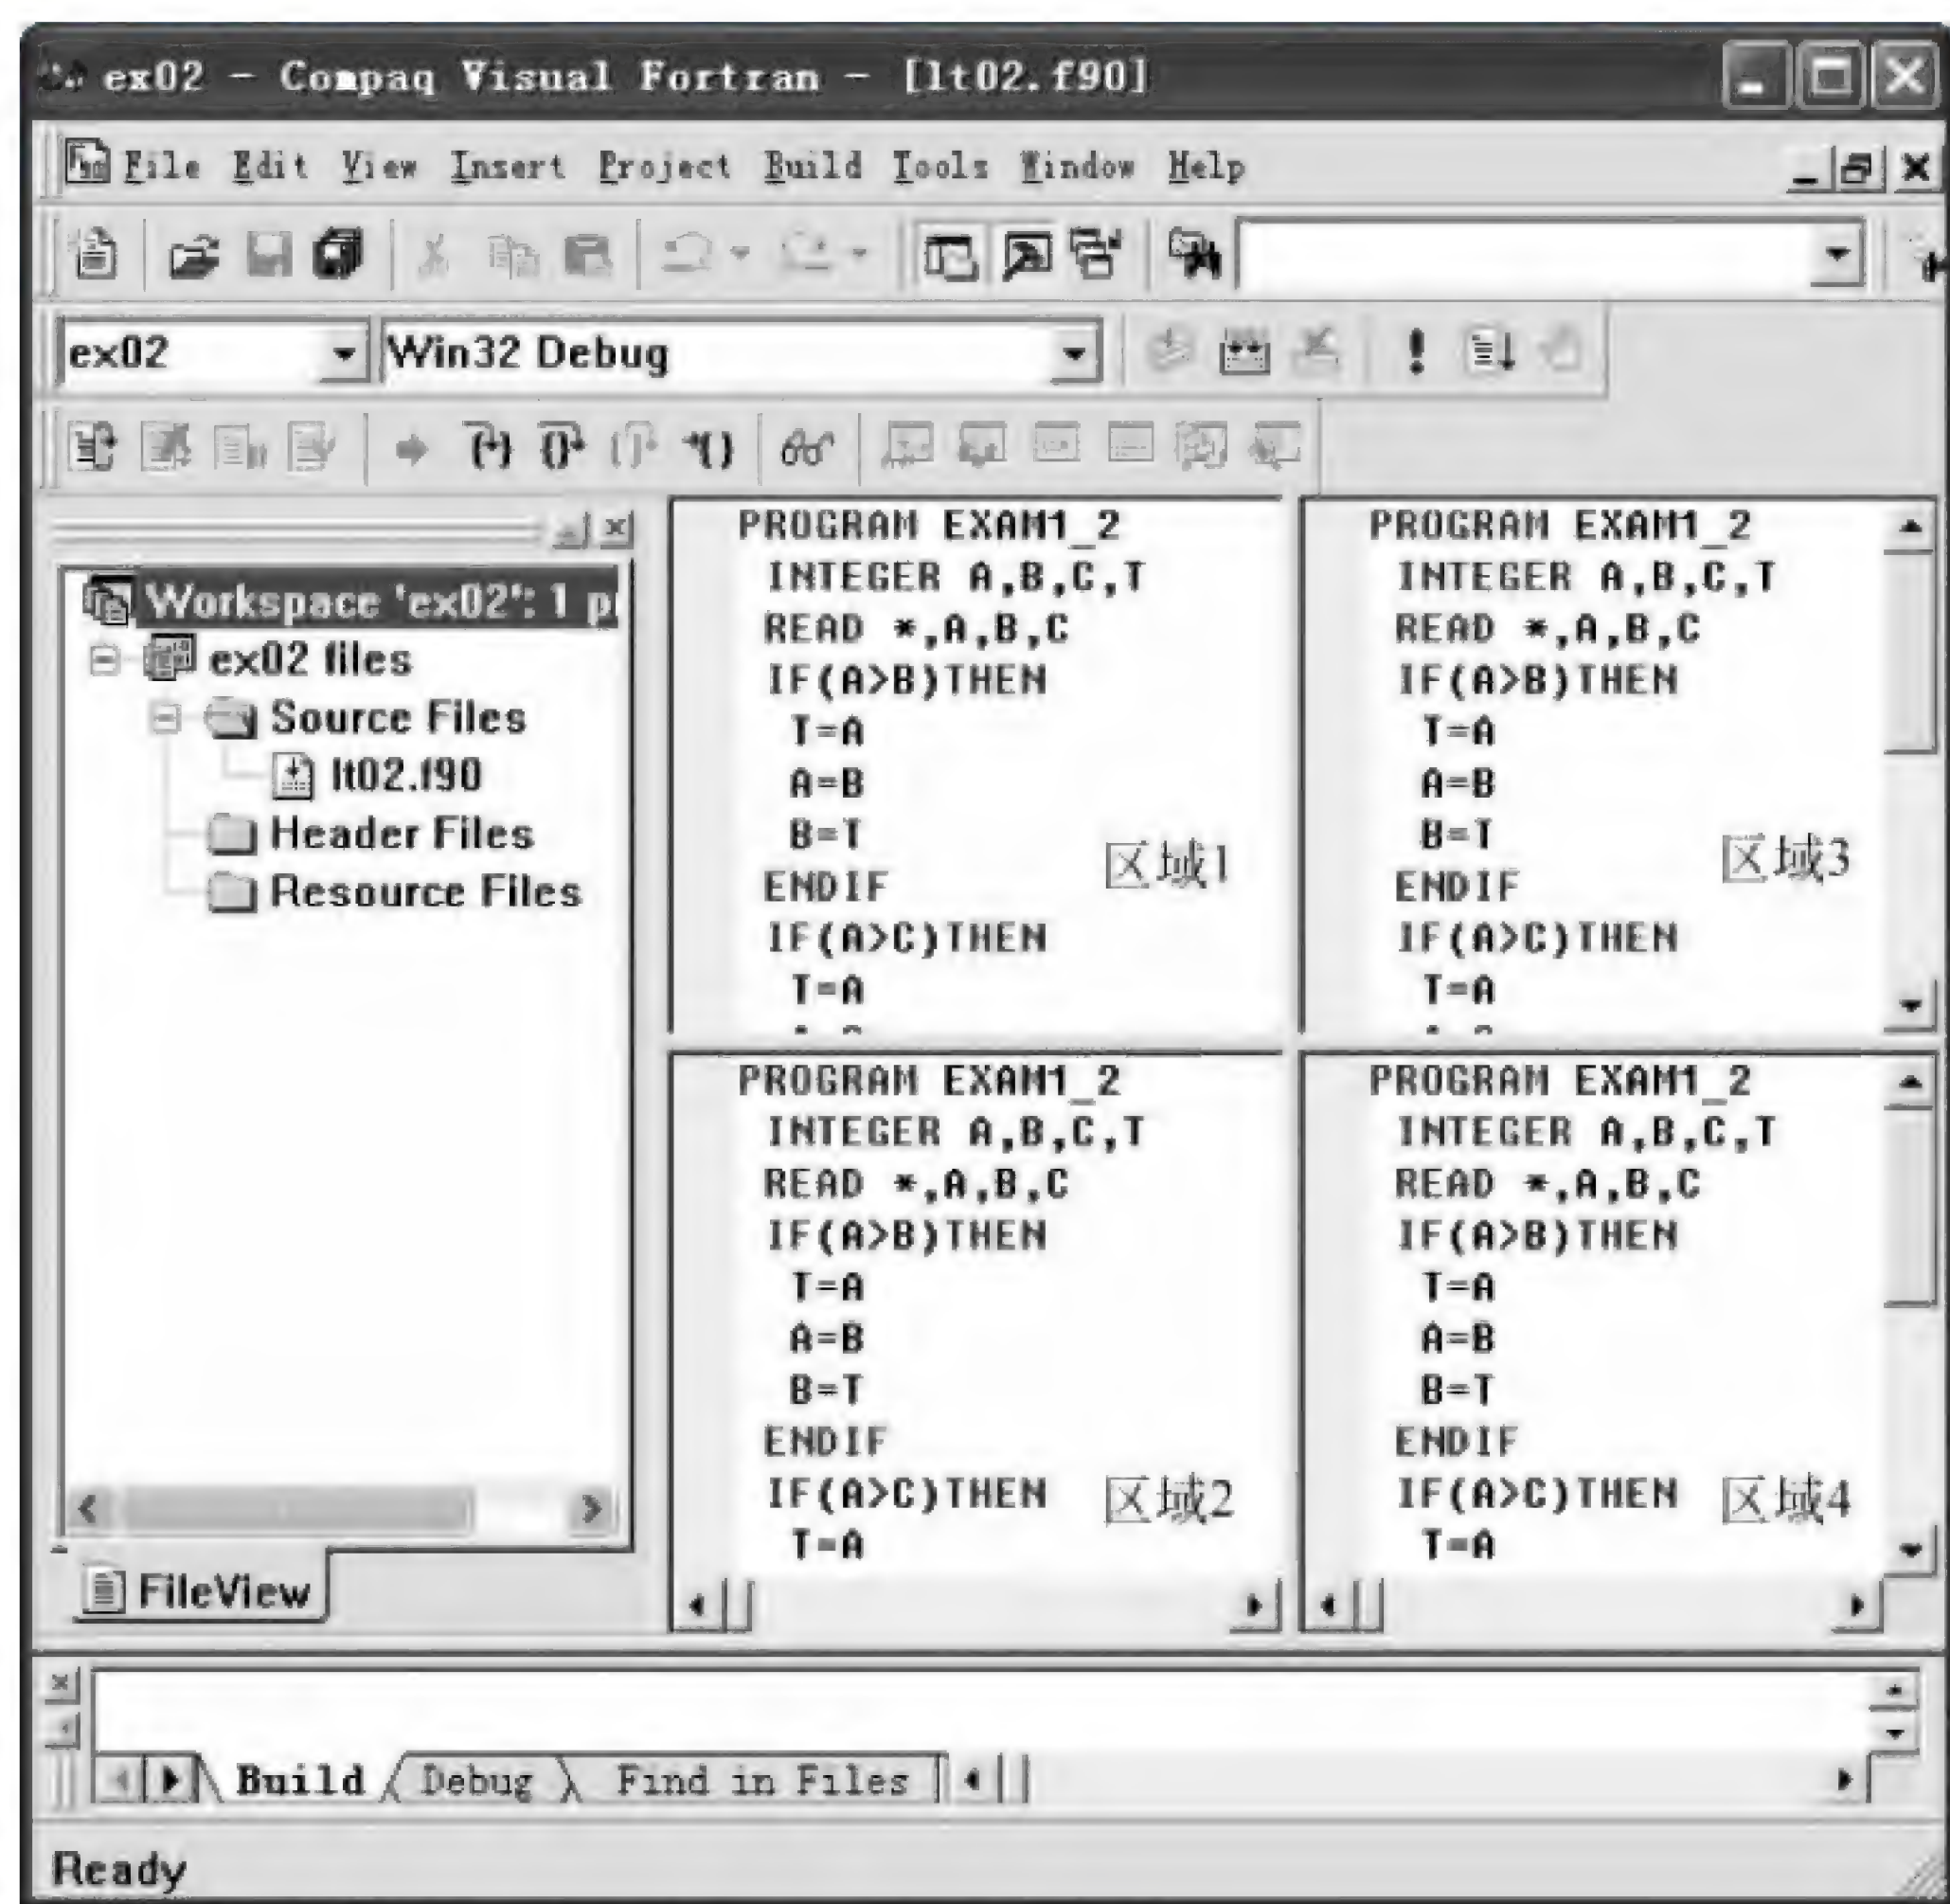 ex02 - Compaq Visual Fortran - [lt02.f90]
File Edit View Insert Project Build Tools Window Help
ex02 Win32 Debug
Workspace 'ex02': 1 p
ex02 files
Source Files
lt02.f90
Header Files
Resource Files
FileView
PROGRAM EXAM1_2
INTEGER A,B,C,T
READ *,A,B,C
IF(A>B)THEN
T=A
A=B
B=T
ENDIF
IF(A>C)THEN
T=A
区域1
PROGRAM EXAM1_2
INTEGER A,B,C,T
READ *,A,B,C
IF(A>B)THEN
T=A
A=B
B=T
ENDIF
IF(A>C)THEN
T=A
区域3
PROGRAM EXAM1_2
INTEGER A,B,C,T
READ *,A,B,C
IF(A>B)THEN
T=A
A=B
B=T
ENDIF
IF(A>C)THEN
T=A
区域2
PROGRAM EXAM1_2
INTEGER A,B,C,T
READ *,A,B,C
IF(A>B)THEN
T=A
A=B
B=T
ENDIF
IF(A>C)THEN
T=A
区域4
Build Debug Find in Files
Ready